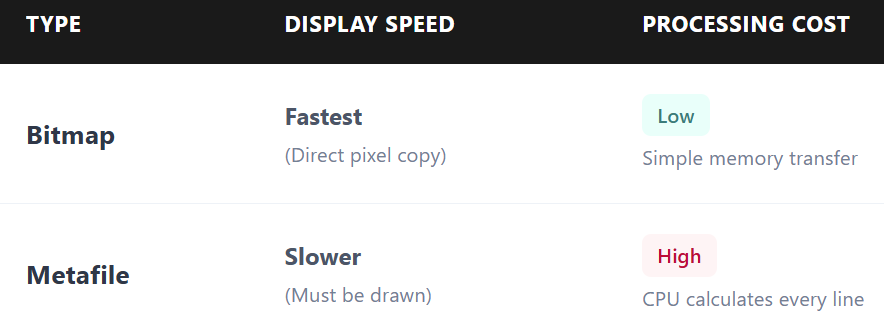 TYPE DISPLAY SPEED PROCESSING COST
Bitmap
Fastest
(Direct pixel copy)
Low
Simple memory transfer
Metafile
Slower
(Must be drawn)
High
CPU calculates every line